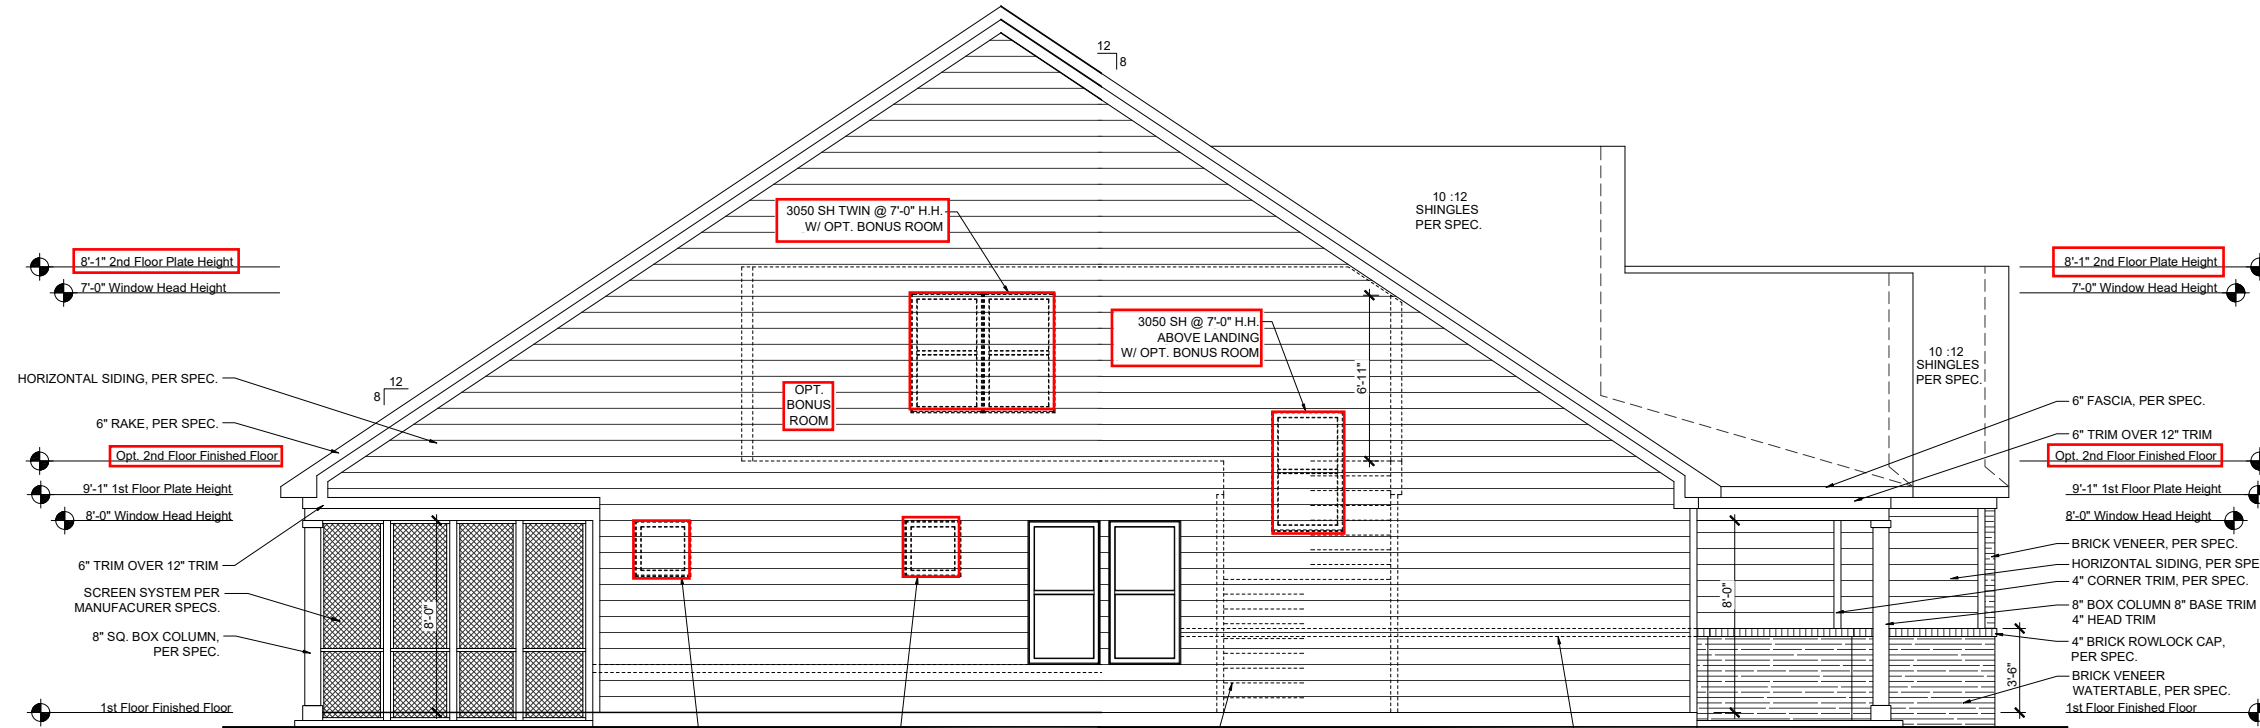 12
8
3050 SH TWIN @ 7'-0" H.H.
W/ OPT. BONUS ROOM
10 :12
SHINGLES
PER SPEC.
8'-1" 2nd Floor Plate Height
7'-0" Window Head Height
8'-1" 2nd Floor Plate Height
7'-0" Window Head Height
3050 SH @ 7'-0" H.H.
ABOVE LANDING
W/ OPT. BONUS ROOM
6'-11"
10 :12
SHINGLES
PER SPEC.
HORIZONTAL SIDING, PER SPEC.
12
8
OPT.
BONUS
ROOM
6" RAKE, PER SPEC.
Opt. 2nd Floor Finished Floor
9'-1" 1st Floor Plate Height
8'-0" Window Head Height
6" FASCIA, PER SPEC.
6" TRIM OVER 12" TRIM
Opt. 2nd Floor Finished Floor
9'-1" 1st Floor Plate Height
8'-0" Window Head Height
6" TRIM OVER 12" TRIM
SCREEN SYSTEM PER
MANUFACURER SPECS.
8" SQ. BOX COLUMN,
PER SPEC.
8'-0"
8'-0"
BRICK VENEER, PER SPEC.
HORIZONTAL SIDING, PER SPE
4" CORNER TRIM, PER SPEC.
8" BOX COLUMN 8" BASE TRIM
4" HEAD TRIM
4" BRICK ROWLOCK CAP,
PER SPEC.
3'-6"
BRICK VENEER
WATERTABLE, PER SPEC.
1st Floor Finished Floor
1st Floor Finished Floor